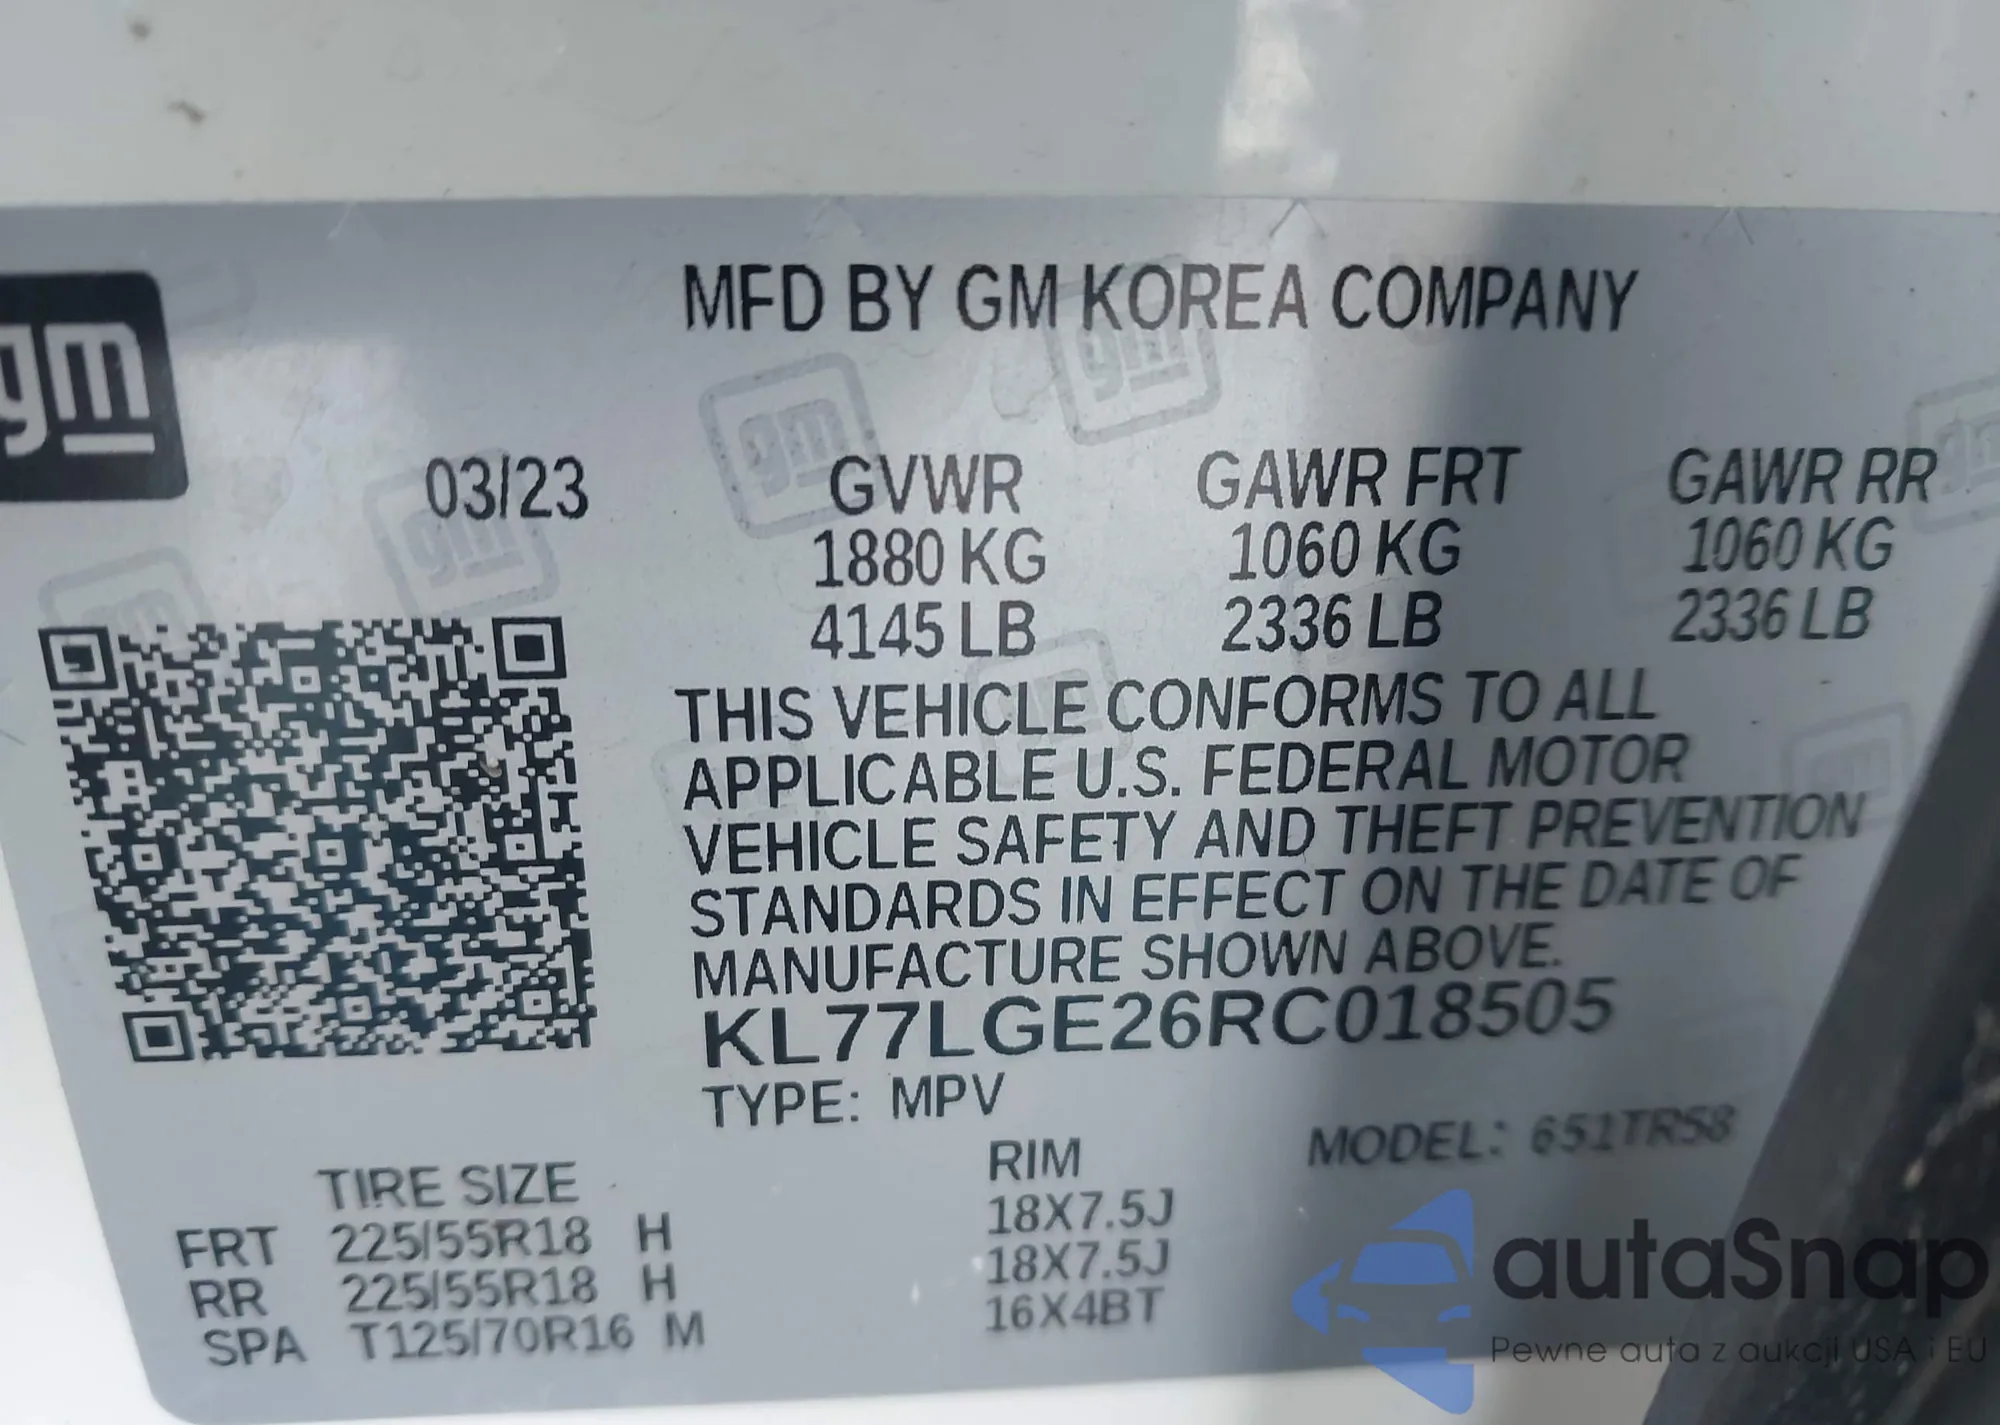 gm
MFD BY GM KOREA COMPANY
03/23
GVWR GAWR FRT GAWR RR
1880 KG 1060 KG 1060 KG
4145 LB 2336 LB 2336 LB
THIS VEHICLE CONFORMS TO ALL
APPLICABLE U.S. FEDERAL MOTOR
VEHICLE SAFETY AND THEFT PREVENTION
STANDARDS IN EFFECT ON THE DATE OF
MANUFACTURE SHOWN ABOVE.
KL77LGE26RC018505
TYPE: MPV
MODEL: 651TR58
TIRE SIZE RIM
FRT 225/55R18 H 18X7.5J
RR 225/55R18 H 18X7.5J
SPA T125/70R16 M 16X4BT
autaSnap
Pewne auta z aukcji USA i EU